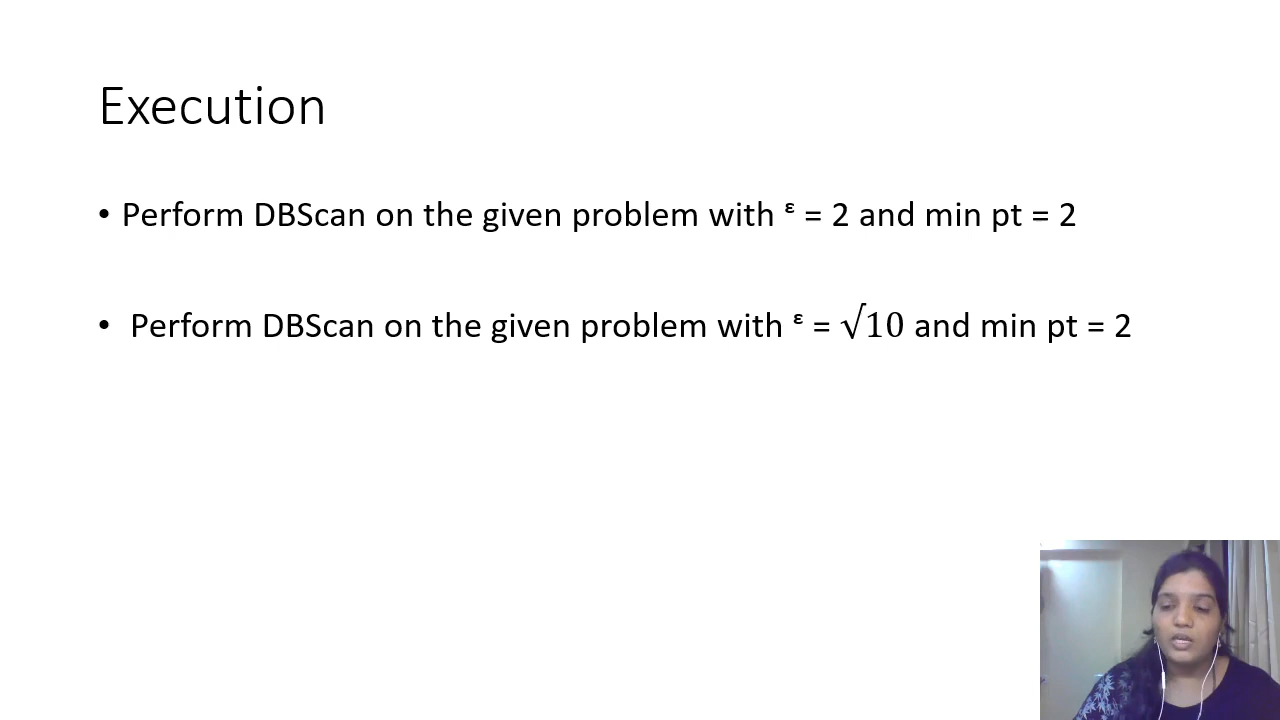 Execution
• Perform DBScan on the given problem with ᵋ = 2 and min pt = 2
• Perform DBScan on the given problem with ᵋ = √10 and min pt = 2